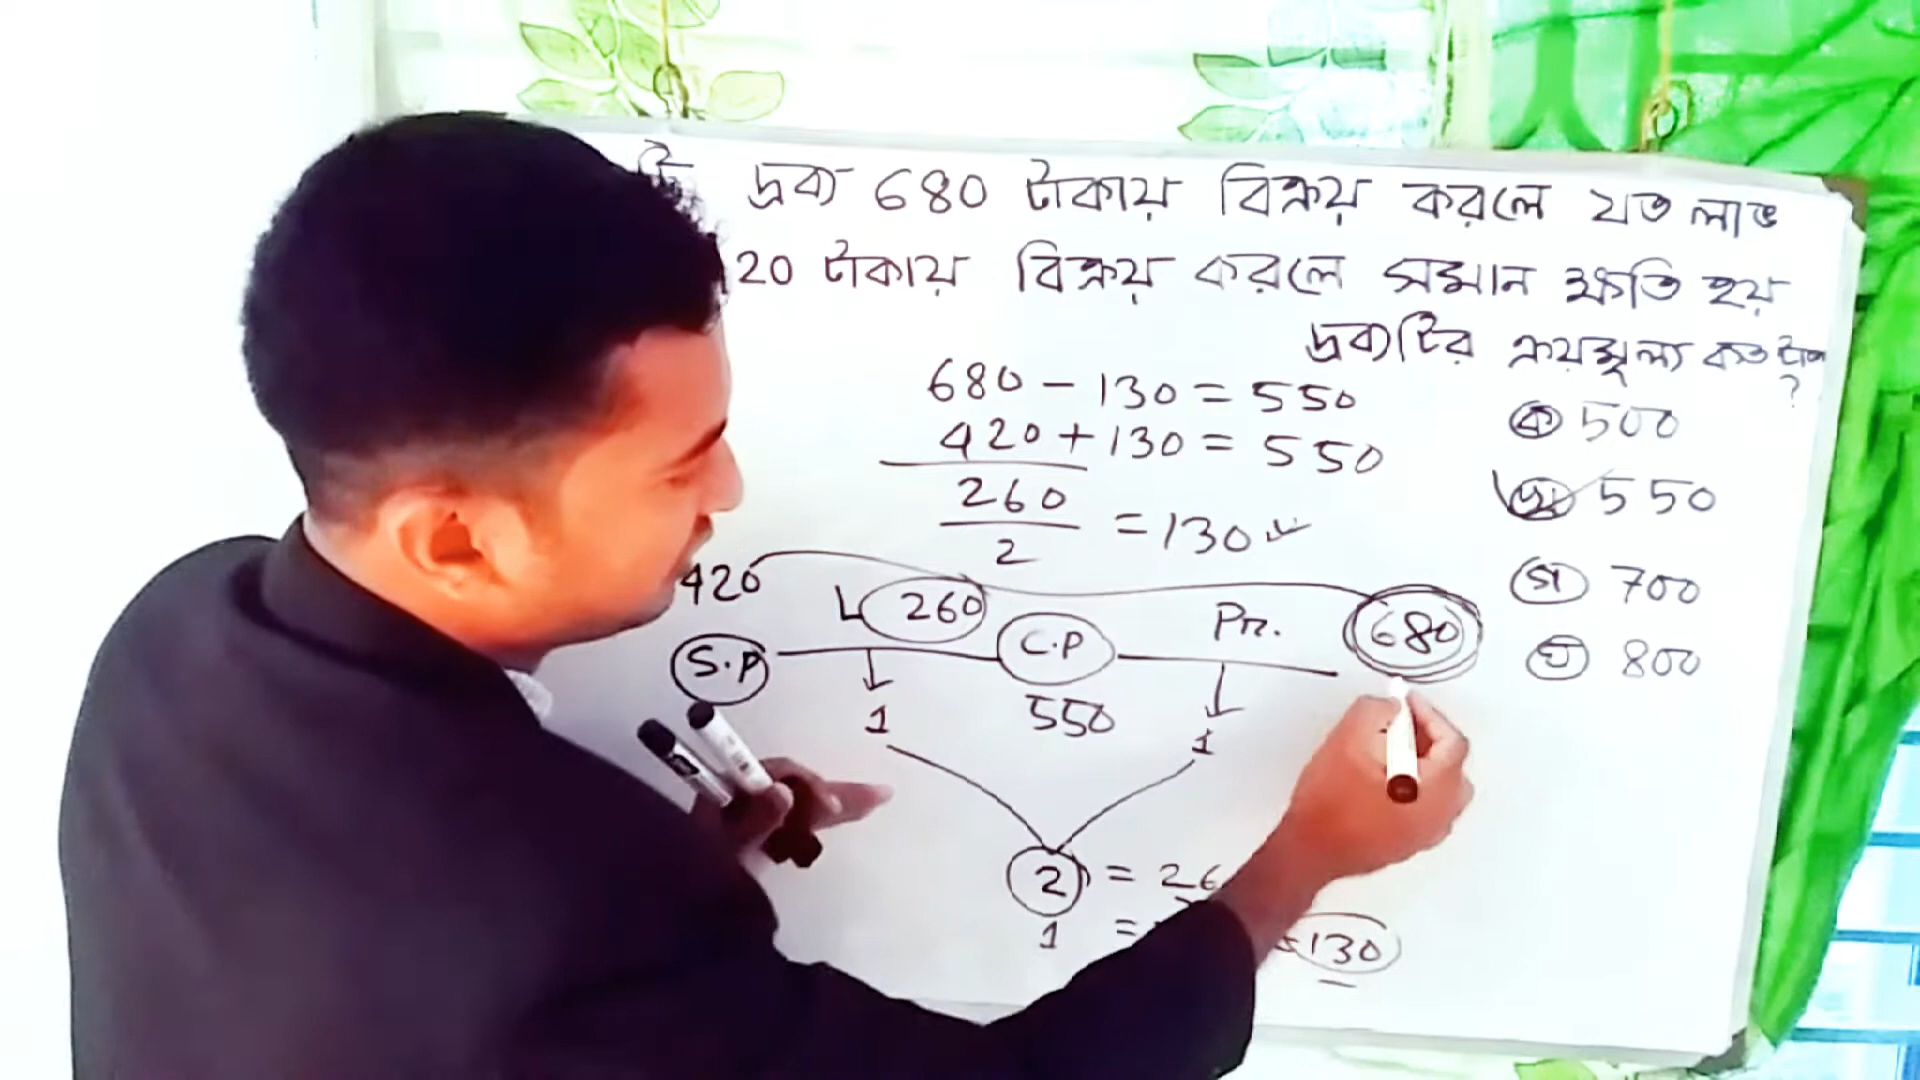 টি দ্রব্য 680 টাকায় বিক্রয় করলে যত লাভ
20 টাকায় বিক্রয় করলে সমান ক্ষতি হয়
দ্রব্যটির ক্রয়মূল্য কত টাকা?
680 - 130 = 550
420 + 130 = 550
260
2
= 130
ক 500
খ 550
গ 700
ঘ 800
420 L 260 C.P Pr. 680
S.P
1 550 1
2 = 26
1 = 130